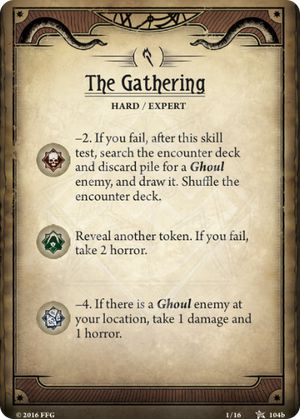 The Gathering
HARD / EXPERT
–2. If you fail, after this skill
test, search the encounter deck
and discard pile for a Ghoul
enemy, and draw it. Shuffle the
encounter deck.
Reveal another token. If you fail,
take 2 horror.
–4. If there is a Ghoul enemy at
your location, take 1 damage and
1 horror.
© 2016 FFG
1/16
104b